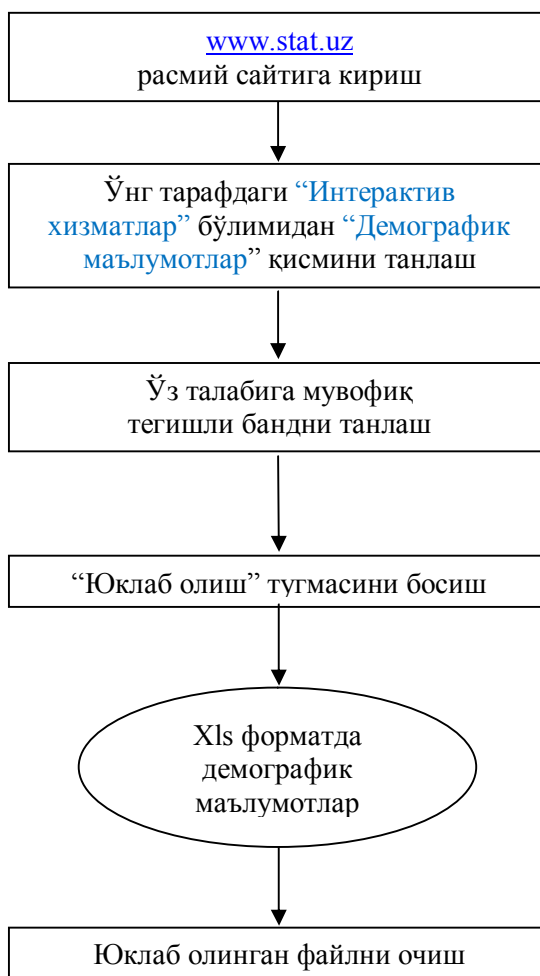 www.stat.uz
расмий сайтига кириш
Ўнг тарафдаги “Интерактив
хизматлар” бўлимидан “Демографик
маълумотлар” қисмини танлаш
Ўз талабига мувофиқ
тегишли бандни танлаш
“Юклаб олиш” тугмасини босиш
Xls форматда
демографик
маълумотлар
Юклаб олинган файлни очиш